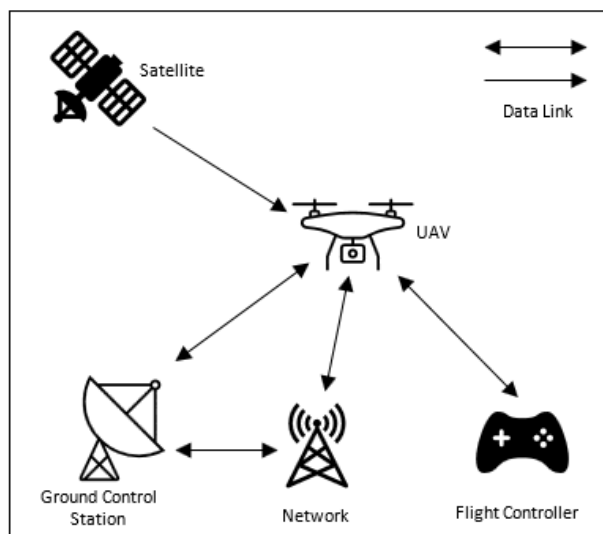 Satellite
Data Link
UAV
Ground Control
Station
Network
Flight Controller